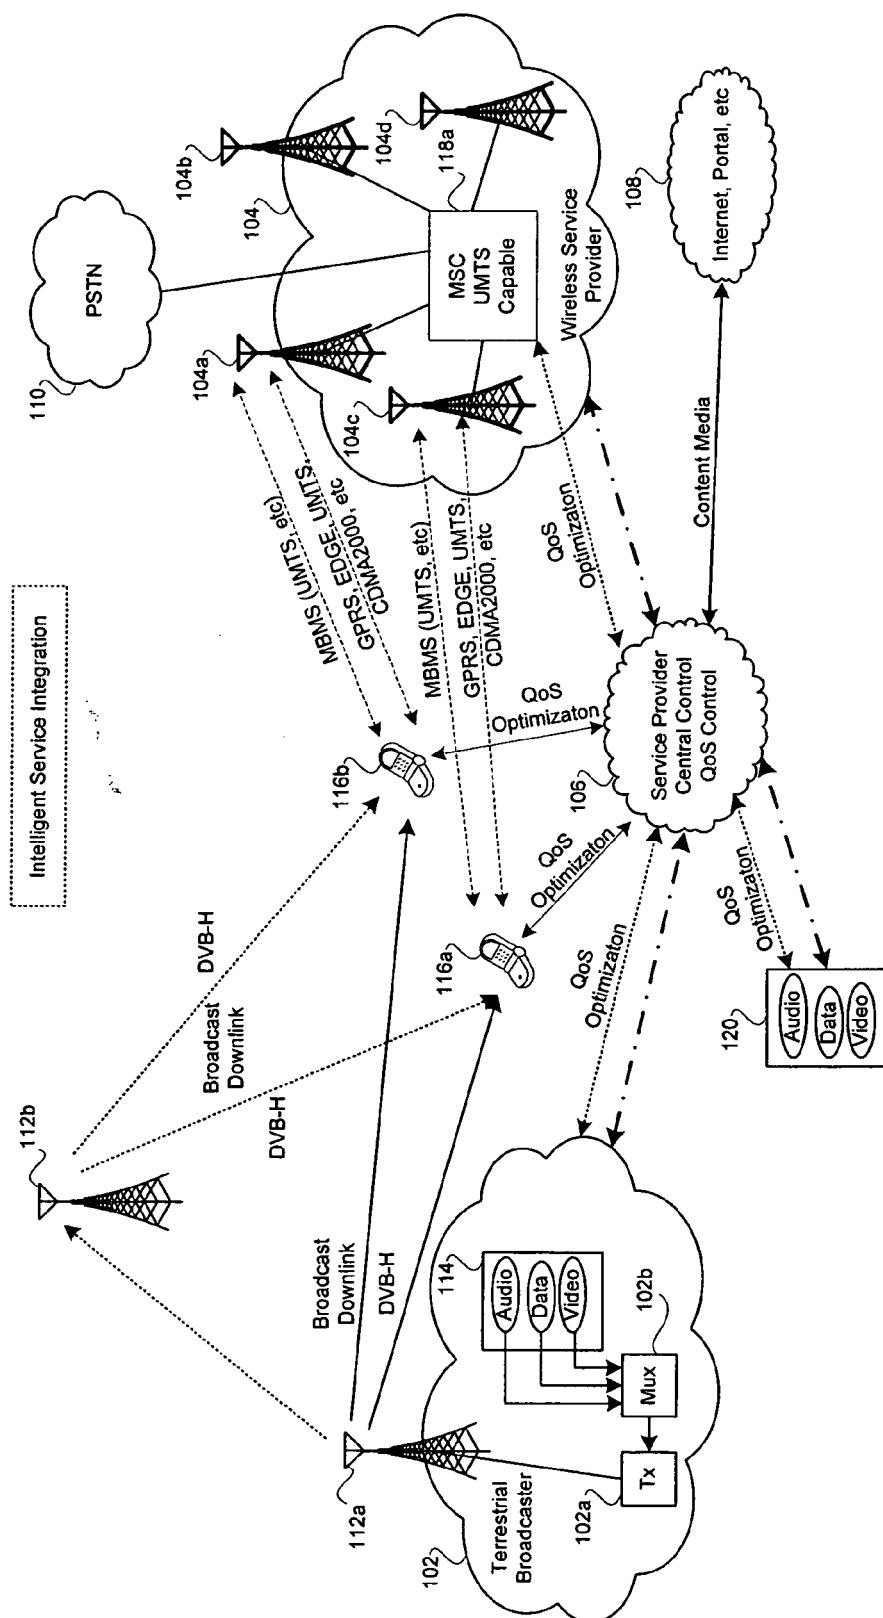 Intelligent Service Integration
110
PSTN
104b
104
104a
104d
118a
104c
MSC
UMTS
Capable
Wireless Service
Provider
108
Internet, Portal, etc
Content Media
MBMS (UMTS, etc)
GPRS, EDGE, UMTS,
CDMA2000, etc
MBMS (UMTS, etc)
GPRS, EDGE, UMTS,
CDMA2000, etc
QoS
Optimizaton
112b
DVB-H
Broadcast
Downlink
DVB-H
116b
116a
QoS
Optimizaton
QoS
Optimizaton
106
Service Provider
Central Control
QoS Control
QoS
Optimizaton
QoS
Optimizaton
120
Audio
Data
Video
Broadcast
Downlink
DVB-H
112a
114
Audio
Data
Video
102b
Mux
Tx
102a
Terrestrial
Broadcaster
102